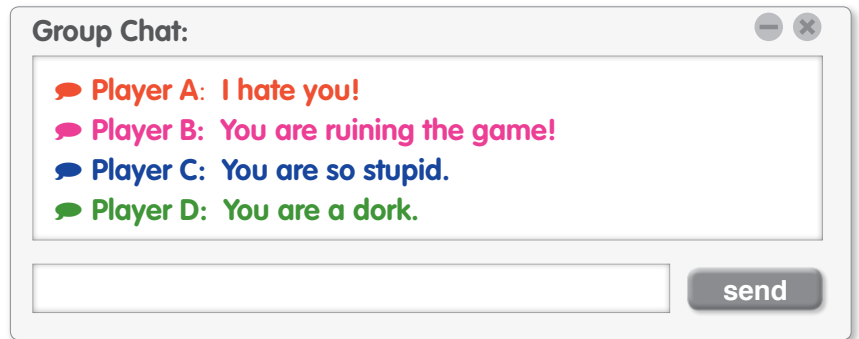 Group Chat:
Player A: I hate you!
Player B: You are ruining the game!
Player C: You are so stupid.
Player D: You are a dork.
send